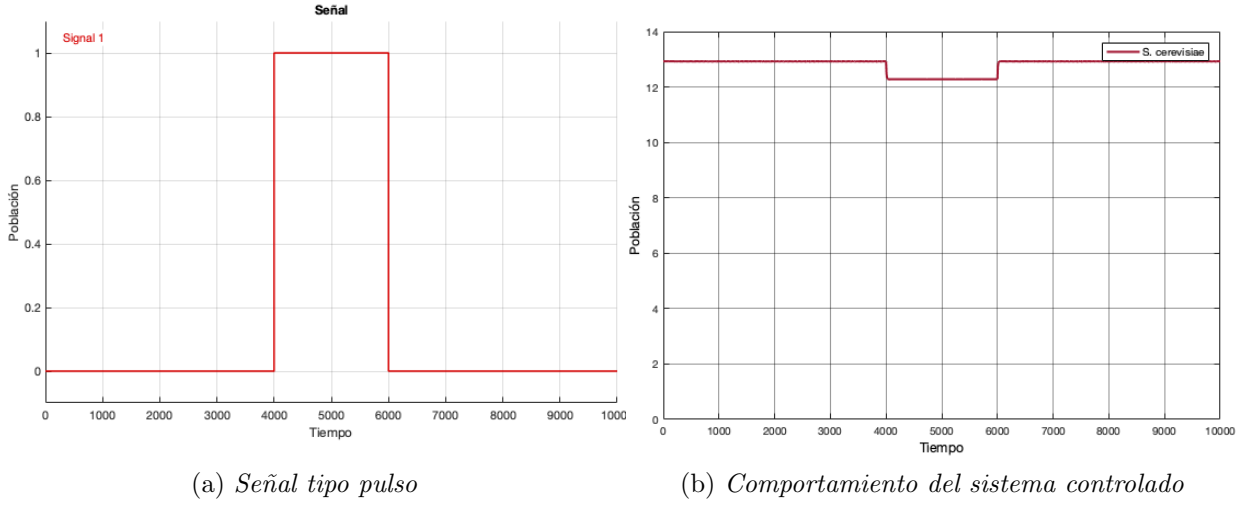 Señal
Signal 1
1
0.8
0.6
0.4
0.2
0
Población
0 1000 2000 3000 4000 5000 6000 7000 8000 9000 1000
Tiempo
(a) Señal tipo pulso
14
12
10
8
6
4
2
0
S. cerevisiae
Población
0 1000 2000 3000 4000 5000 6000 7000 8000 9000 10000
Tiempo
(b) Comportamiento del sistema controlado